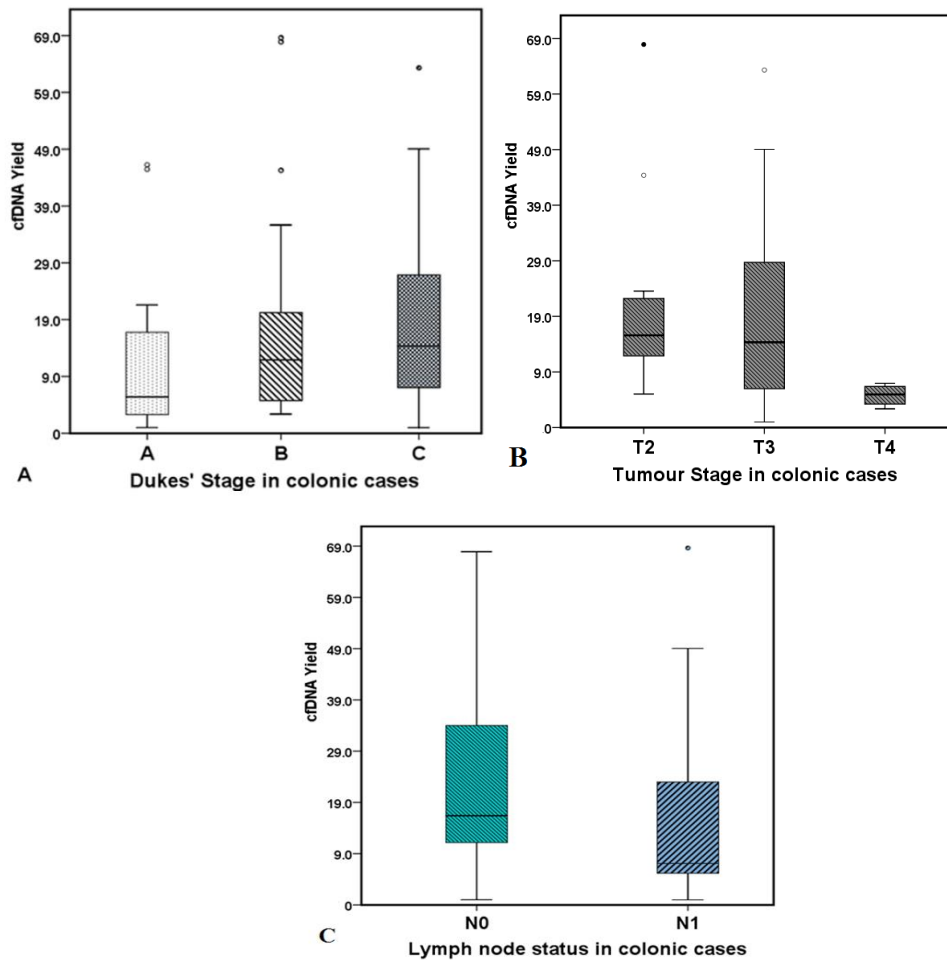 69.0
59.0
49.0
39.0
29.0
19.0
9.0
0
cfDNA Yield
A B C
Dukes' Stage in colonic cases
A
69.0
59.0
49.0
39.0
29.0
19.0
9.0
.0
cfDNA Yield
T2 T3 T4
Tumour Stage in colonic cases
B
69.0
59.0
49.0
39.0
29.0
19.0
9.0
0
cfDNA Yield
N0 N1
Lymph node status in colonic cases
C